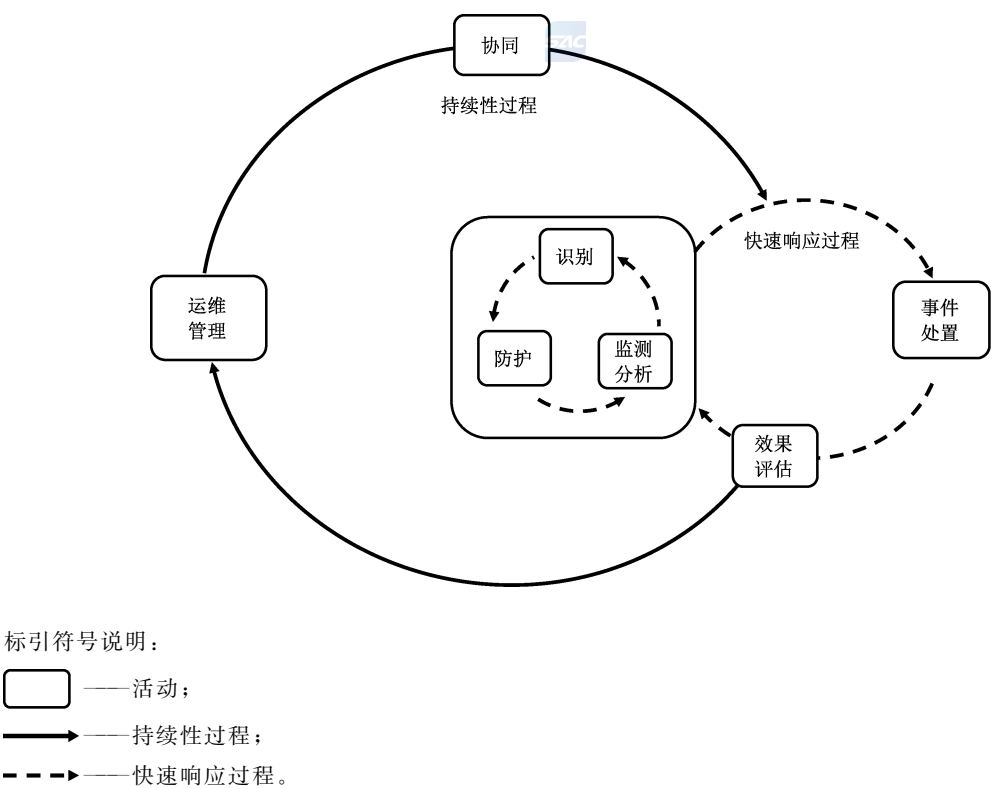 协同
SAC
持续性过程
快速响应过程
识别
运维
管理
事件
处置
防护
监测
分析
效果
评估
标引符号说明：
——活动；
——持续性过程；
——快速响应过程。